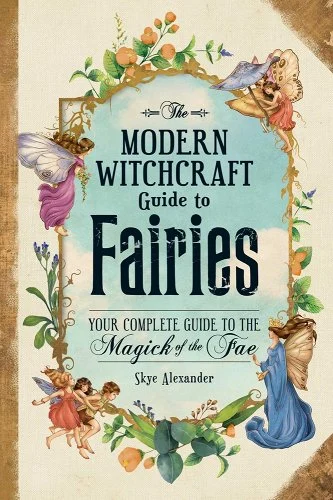 The
MODERN
WITCHCRAFT
Guide to
Fairies
YOUR COMPLETE GUIDE TO THE
Magick of the Fae
Skye Alexander